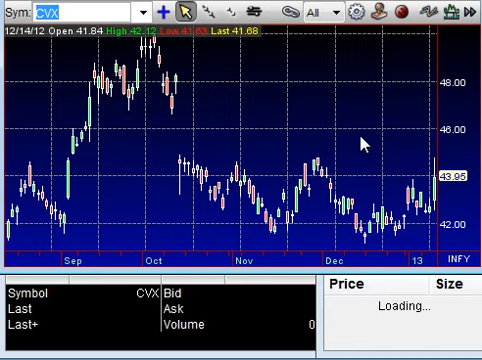 Sym: CVX All
12/14/12 Open 41.84 High 42.12 Low 41.63 Last 41.68
48.00
46.00
43.95
42.00
Sep Oct Nov Dec 13 INFY
Symbol CVX Bid
Last Ask
Last+ Volume 0
Price Size
Loading...